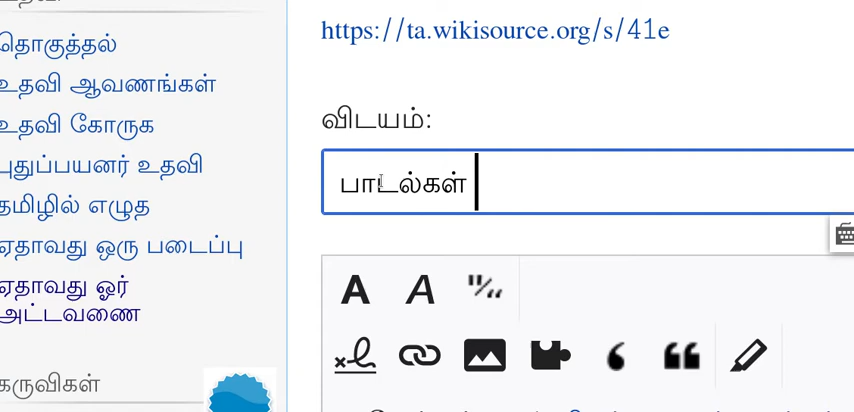 தொகுத்தல்
உதவி ஆவணங்கள்
உதவி கோருக
புதுப்பயனர் உதவி
தமிழில் எழுத
ஏதாவது ஒரு படைப்பு
ஏதாவது ஓர்
அட்டவணை
கருவிகள்
https://ta.wikisource.org/s/41e
விடயம்:
பாடல்கள்